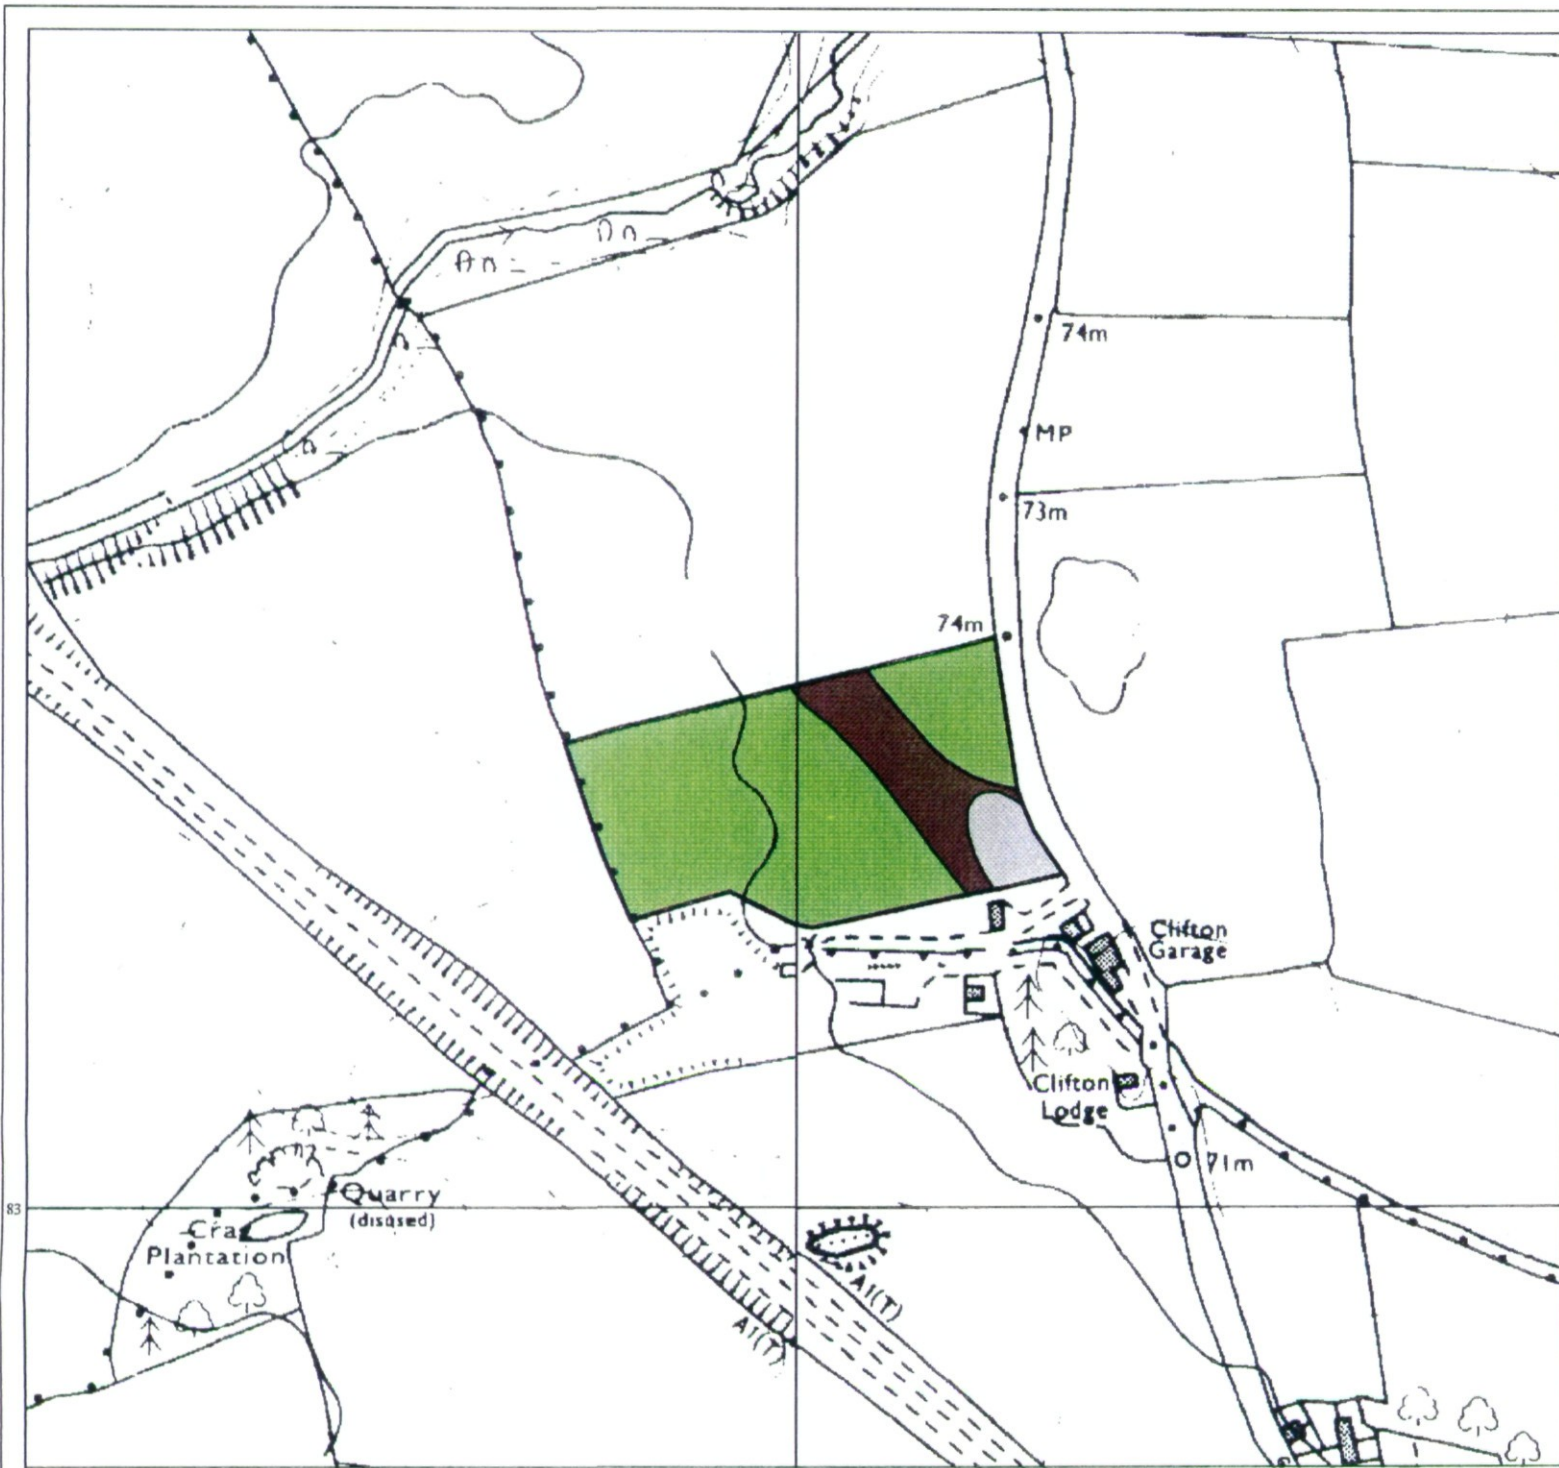 74m
MP
73m
74m
Clifton
Garage
Clifton
Lodge
71m
Quarry
(disused)
83
Plantation
A1(T)
A1(T)